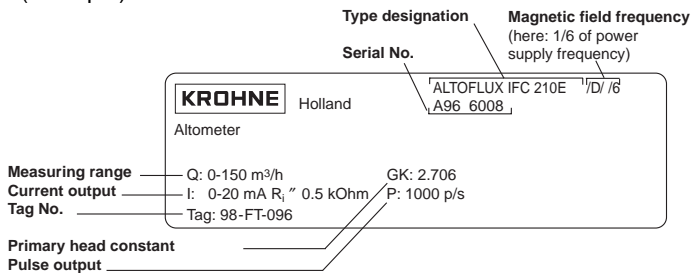 Type designation
Magnetic field frequency
(here: 1/6 of power
supply frequency)
Serial No.
KROHNE Holland
ALTOFLUX IFC 210E /D/ /6
A96 6008
Altometer
Measuring range
Q: 0-150 m³/h
GK: 2.706
Current output
I: 0-20 mA Rᵢ ″ 0.5 kOhm
P: 1000 p/s
Tag No.
Tag: 98-FT-096
Primary head constant
Pulse output